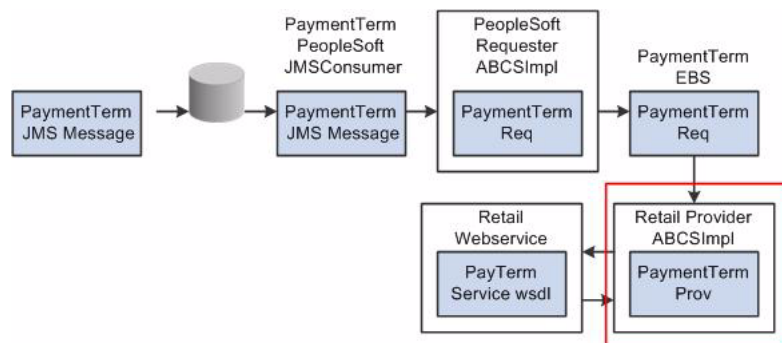 PaymentTerm
JMS Message
PaymentTerm
PeopleSoft
JMSConsumer
PaymentTerm
JMS Message
PeopleSoft
Requester
ABCSImpl
PaymentTerm
Req
PaymentTerm
EBS
PaymentTerm
Req
Retail
Webservice
PayTerm
Service wsdl
Retail Provider
ABCSImpl
PaymentTerm
Prov